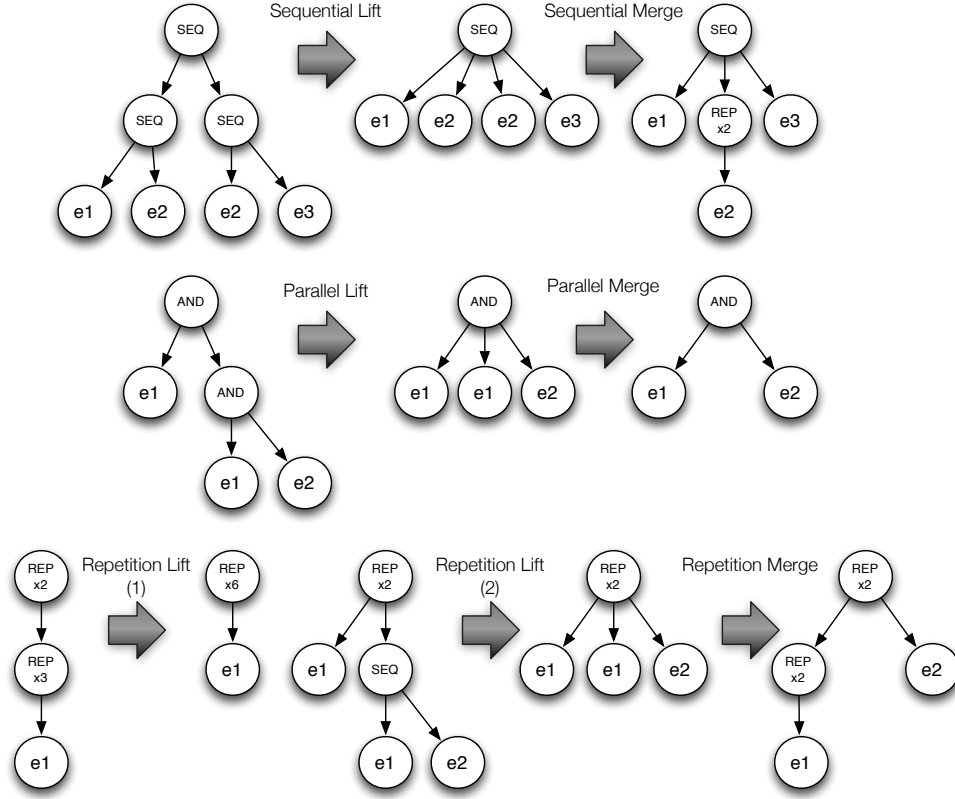 Sequential Lift
Sequential Merge
SEQ
SEQ
SEQ
SEQ
SEQ
e1
e2
e2
e3
e1
REP
x2
e3
e1
e2
e2
e3
e2
Parallel Lift
Parallel Merge
AND
AND
AND
e1
AND
e1
e1
e2
e1
e2
e1
e2
Repetition Lift
(1)
Repetition Lift
(2)
Repetition Merge
REP
x2
REP
x6
REP
x2
REP
x2
REP
x2
REP
x3
e1
e1
SEQ
e1
e1
e2
REP
x2
e2
e1
e1
e2
e1